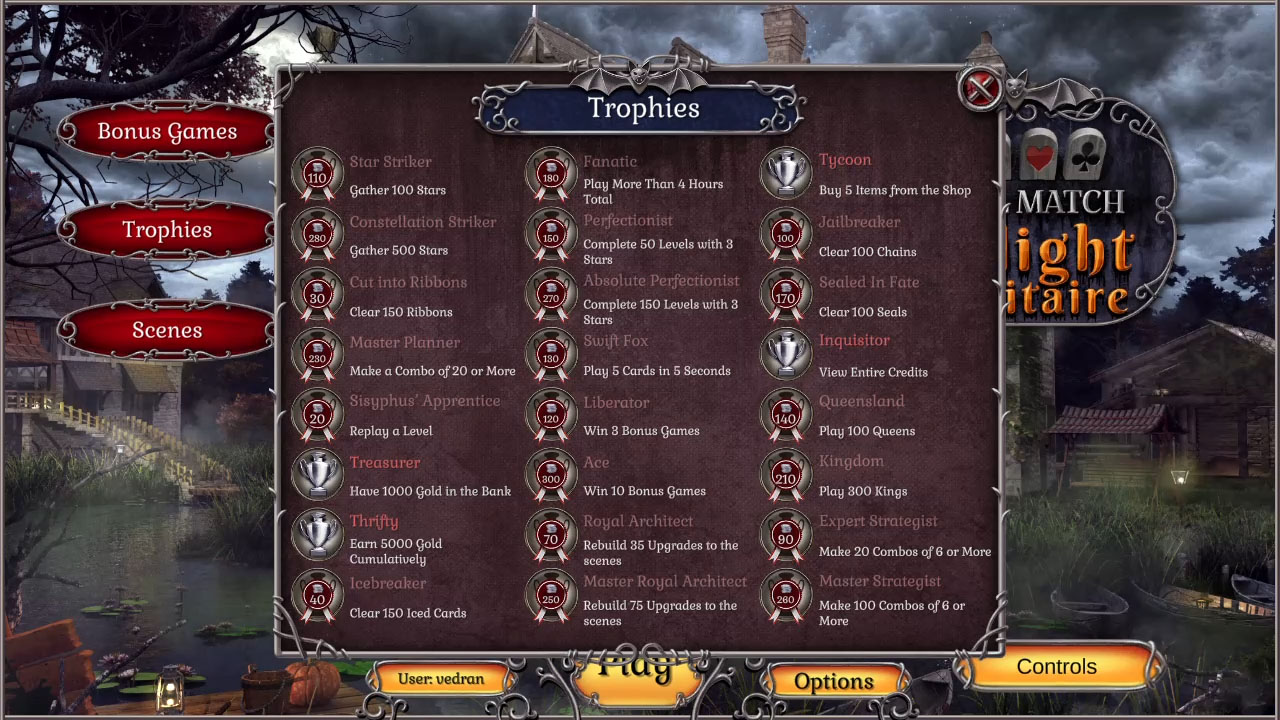 Trophies
Bonus Games
Trophies
Scenes
MATCH
110
Star Striker
Gather 100 Stars
280
Constellation Striker
Gather 500 Stars
30
Cut into Ribbons
Clear 150 Ribbons
230
Master Planner
Make a Combo of 20 or More
20
Sisyphus' Apprentice
Replay a Level
Treasurer
Have 1000 Gold in the Bank
Thrifty
Earn 5000 Gold
Cumulatively
40
Icebreaker
Clear 150 Iced Cards
180
Fanatic
Play More Than 4 Hours
Total
150
Perfectionist
Complete 50 Levels with 3
Stars
270
Absolute Perfectionist
Complete 150 Levels with 3
Stars
130
Swift Fox
Play 5 Cards in 5 Seconds
120
Liberator
Win 3 Bonus Games
300
Ace
Win 10 Bonus Games
70
Royal Architect
Rebuild 35 Upgrades to the
scenes
250
Master Royal Architect
Rebuild 75 Upgrades to the
scenes
Tycoon
Buy 5 Items from the Shop
100
Jailbreaker
Clear 100 Chains
170
Sealed In Fate
Clear 100 Seals
Inquisitor
View Entire Credits
140
Queensland
Play 100 Queens
210
Kingdom
Play 300 Kings
90
Expert Strategist
Make 20 Combos of 6 or More
260
Master Strategist
Make 100 Combos of 6 or
More
light
itaire
User: vedran
Play
Options
Controls